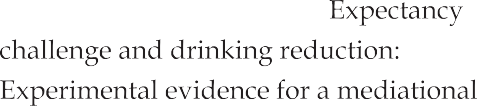 Expectancy
challenge and drinking reduction:
Experimental evidence for a mediational